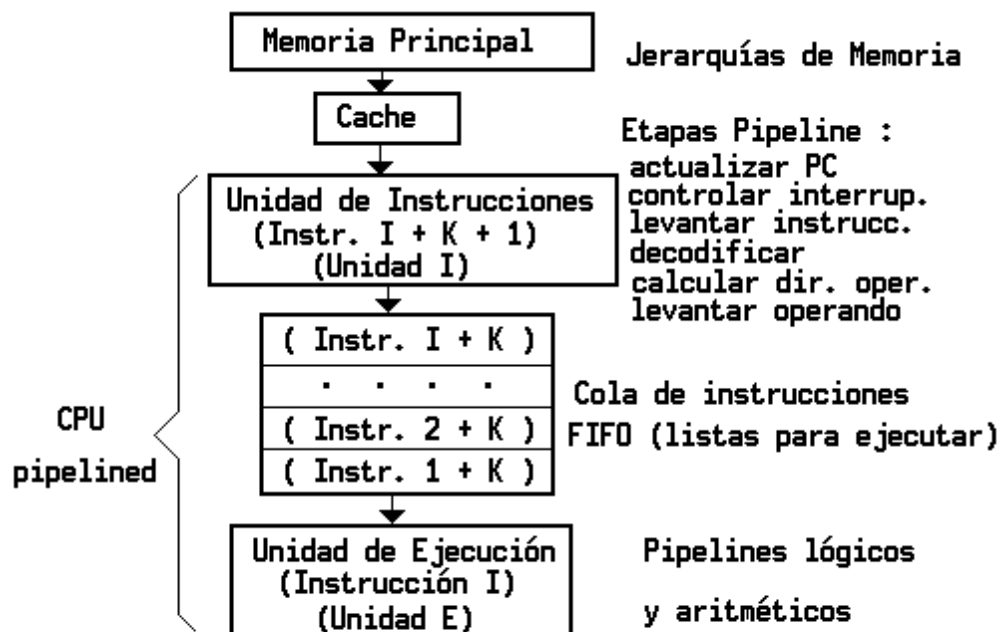 Memoria Principal
Jerarquías de Memoria
Cache
Etapas Pipeline :
actualizar PC
controlar interrup.
levantar instrucc.
decodificar
calcular dir. oper.
levantar operando
Unidad de Instrucciones
(Instr. I + K + 1)
(Unidad I)
( Instr. I + K )
. . . .
( Instr. 2 + K )
( Instr. 1 + K )
Cola de instrucciones
FIFO (listas para ejecutar)
CPU
pipelined
Unidad de Ejecución
(Instrucción I)
(Unidad E)
Pipelines lógicos
y aritméticos